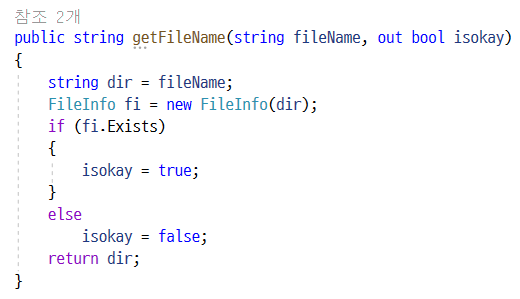 참조 2개
public string getFileName(string fileName, out bool isokay)
{
    string dir = fileName;
    FileInfo fi = new FileInfo(dir);
    if (fi.Exists)
    {
        isokay = true;
    }
    else
        isokay = false;
    return dir;
}